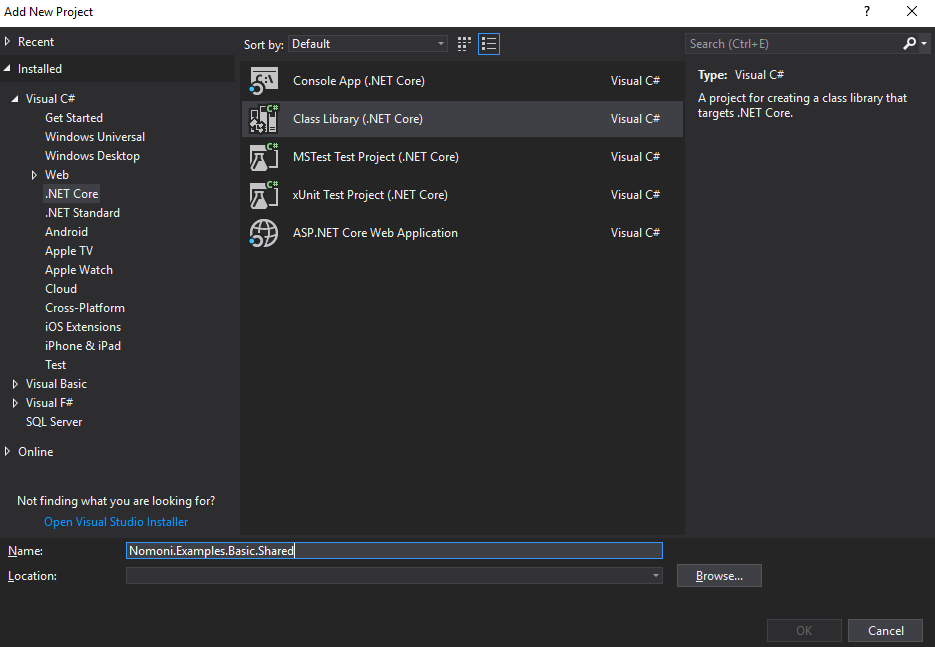 Add New Project
?
Recent
Installed
Visual C#
Get Started
Windows Universal
Windows Desktop
Web
.NET Core
.NET Standard
Android
Apple TV
Apple Watch
Cloud
Cross-Platform
iOS Extensions
iPhone & iPad
Test
Visual Basic
Visual F#
SQL Server
Online
Not finding what you are looking for?
Open Visual Studio Installer
Sort by: Default
Console App (.NET Core) Visual C#
Class Library (.NET Core) Visual C#
MSTest Test Project (.NET Core) Visual C#
xUnit Test Project (.NET Core) Visual C#
ASP.NET Core Web Application Visual C#
Search (Ctrl+E)
Type: Visual C#
A project for creating a class library that
targets .NET Core.
Name: Nomoni.Examples.Basic.Shared
Location:
Browse...
OK Cancel